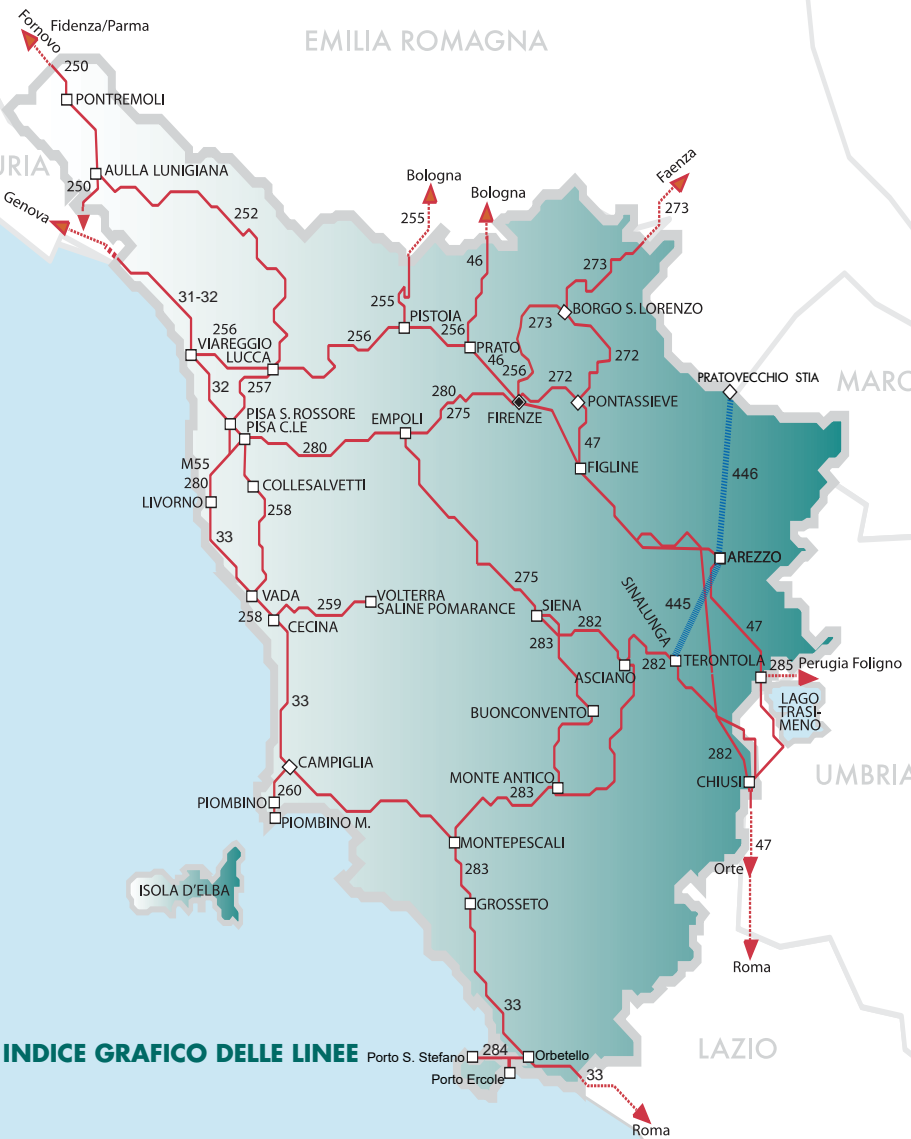 Fornovo
Fidenza/Parma
EMILIA ROMAGNA
250
PONTREMOLI
URIA
AULLA LUNIGIANA
250
Genova
252
Bologna
255
Bologna
Faenza
273
46
273
31-32
255
PISTOIA
BORGO S. LORENZO
273
256
VIAREGGIO
LUCCA
256
256
PRATO
46
272
PRATOVECCHIO STIA
MARC
32
257
256
272
280
275
FIRENZE
PONTASSIEVE
PISA S. ROSSORE
PISA C.LE
EMPOLI
280
47
M55
280
FIGLINE
446
COLLESALVETTI
LIVORNO
258
33
AREZZO
275
SINALUNGA
VADA
259
VOLTERRA
SALINE POMARANCE
SIENA
445
258
CECINA
282
283
47
282
TERONTOLA
285
Perugia Foligno
ASCIANO
LAGO
TRASI-
MENO
33
BUONCONVENTO
282
CAMPIGLIA
MONTE ANTICO
283
CHIUSI
UMBRIA
260
PIOMBINO
PIOMBINO M.
MONTEPESCALI
47
283
Orte
ISOLA D'ELBA
GROSSETO
Roma
33
INDICE GRAFICO DELLE LINEE
Porto S. Stefano
284
Orbetello
LAZIO
Porto Ercole
33
Roma